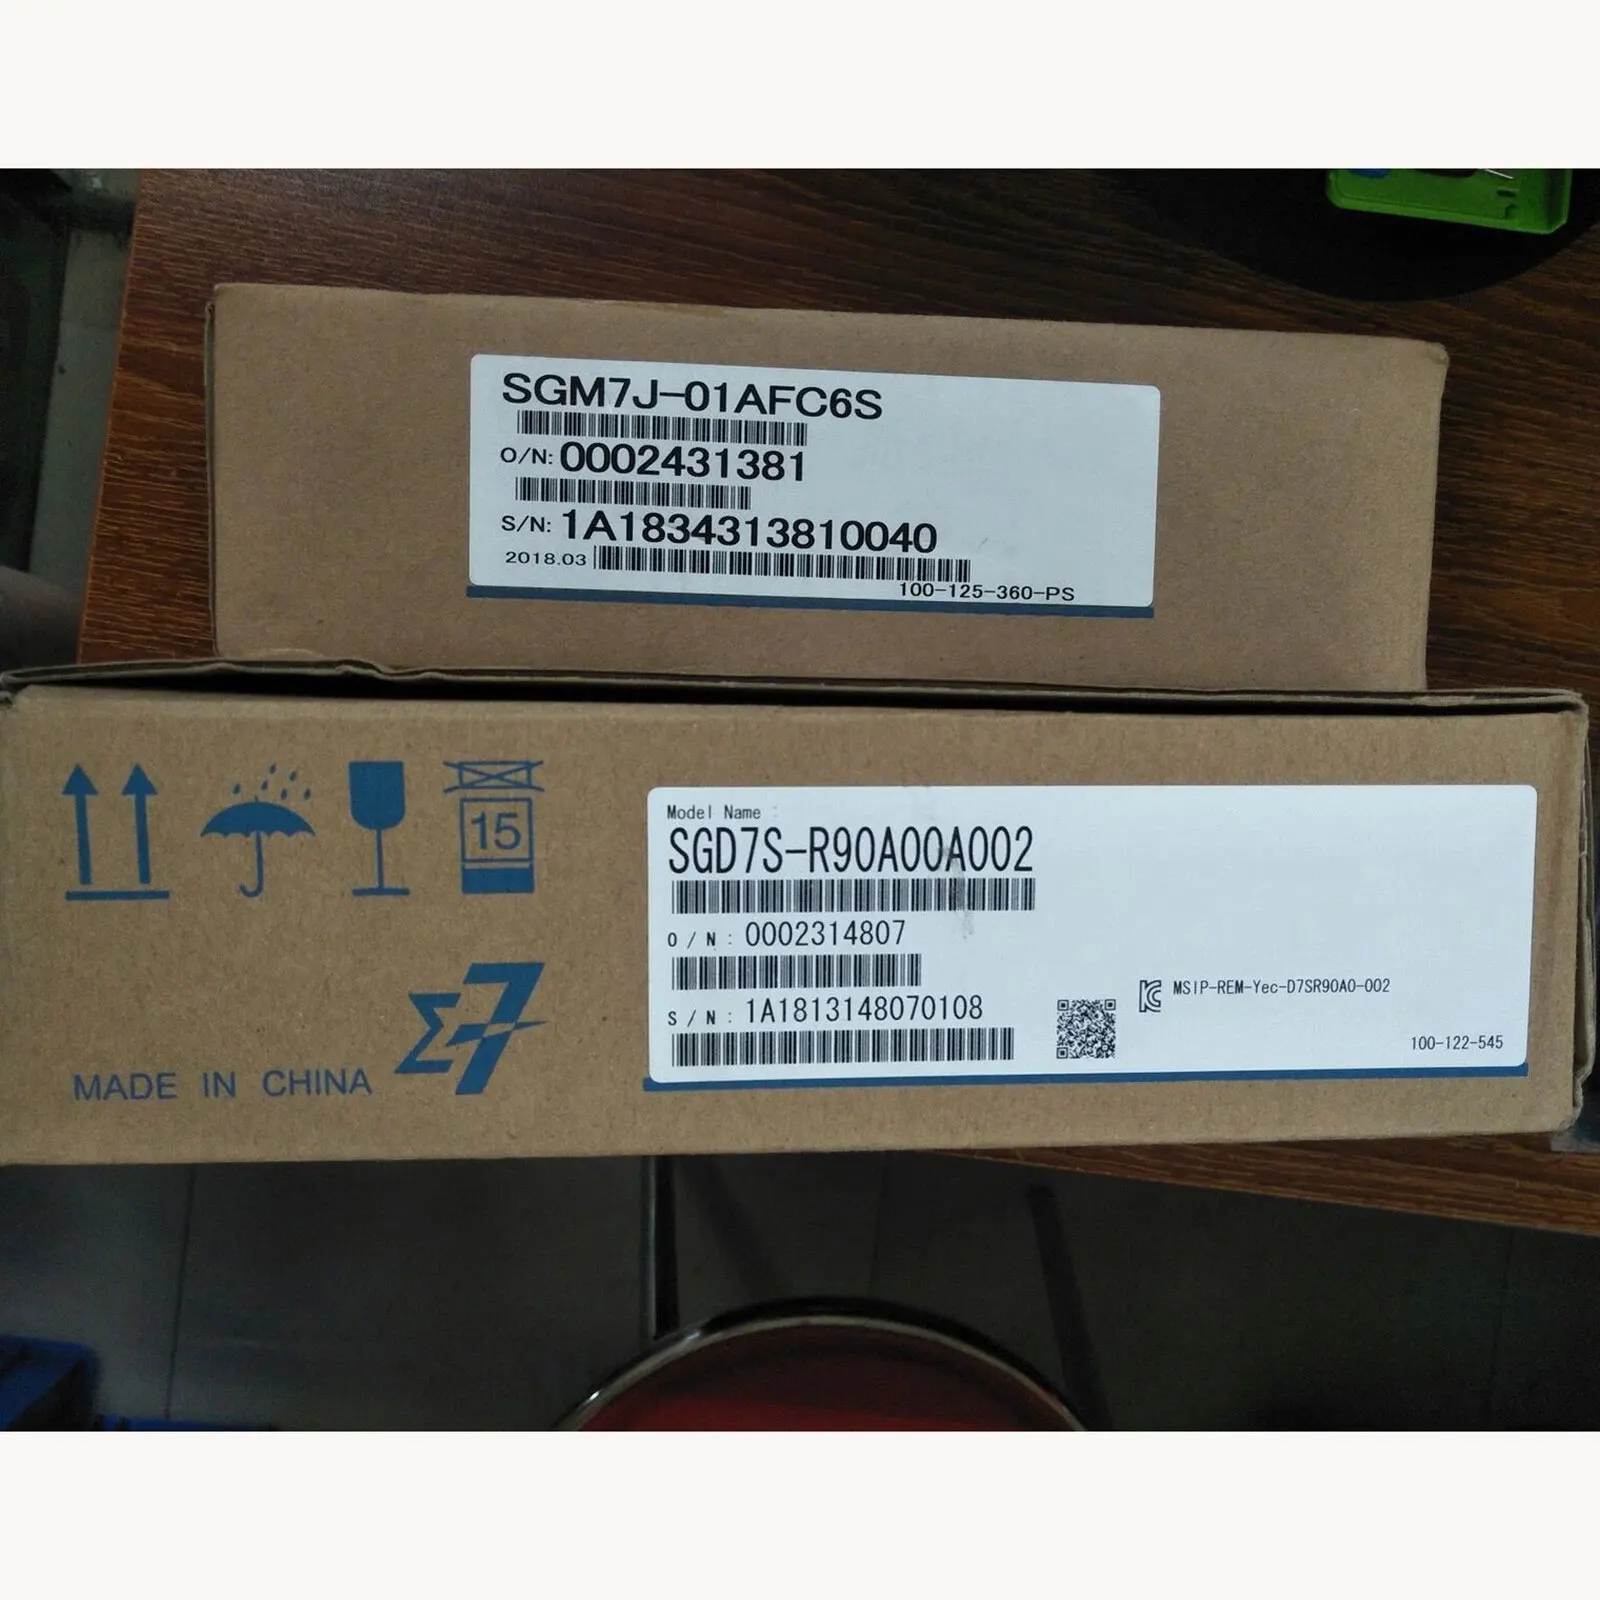 SGM7J-01AFC6S
O/N: 0002431381
S/N: 1A1834313810040
2018.03
100-125-360-PS
15
Σ-7
MADE IN CHINA
Model Name :
SGD7S-R90A00A002
O/N: 0002314807
S/N: 1A1813148070108
MSIP-REM-Yec-D7SR90A0-002
100-122-545